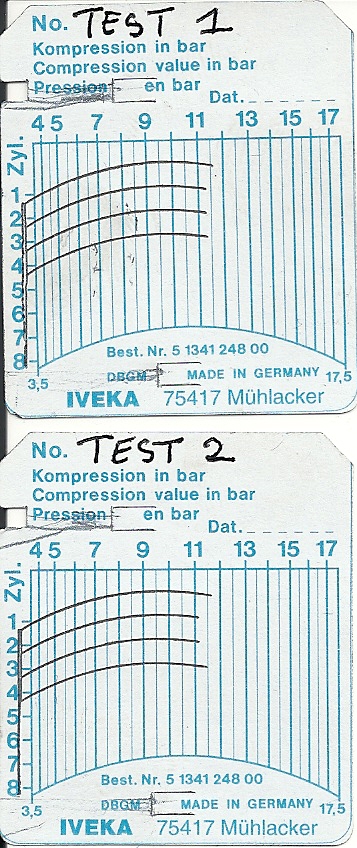 No. TEST 1
Kompression in bar
Compression value in bar
Pression en bar
Dat.
4 5 7 9 11 13 15 17
Zyl.
1
2
3
4
5
6
7
8
3,5 17,5
Best. Nr. 5 1341 248 00
DBGM MADE IN GERMANY
IVEKA 75417 Mühlacker
No. TEST 2
Kompression in bar
Compression value in bar
Pression en bar
Dat.
4 5 7 9 11 13 15 17
Zyl.
1
2
3
4
5
6
7
8
3,5 17,5
Best. Nr. 5 1341 248 00
DBGM MADE IN GERMANY
IVEKA 75417 Mühlacker